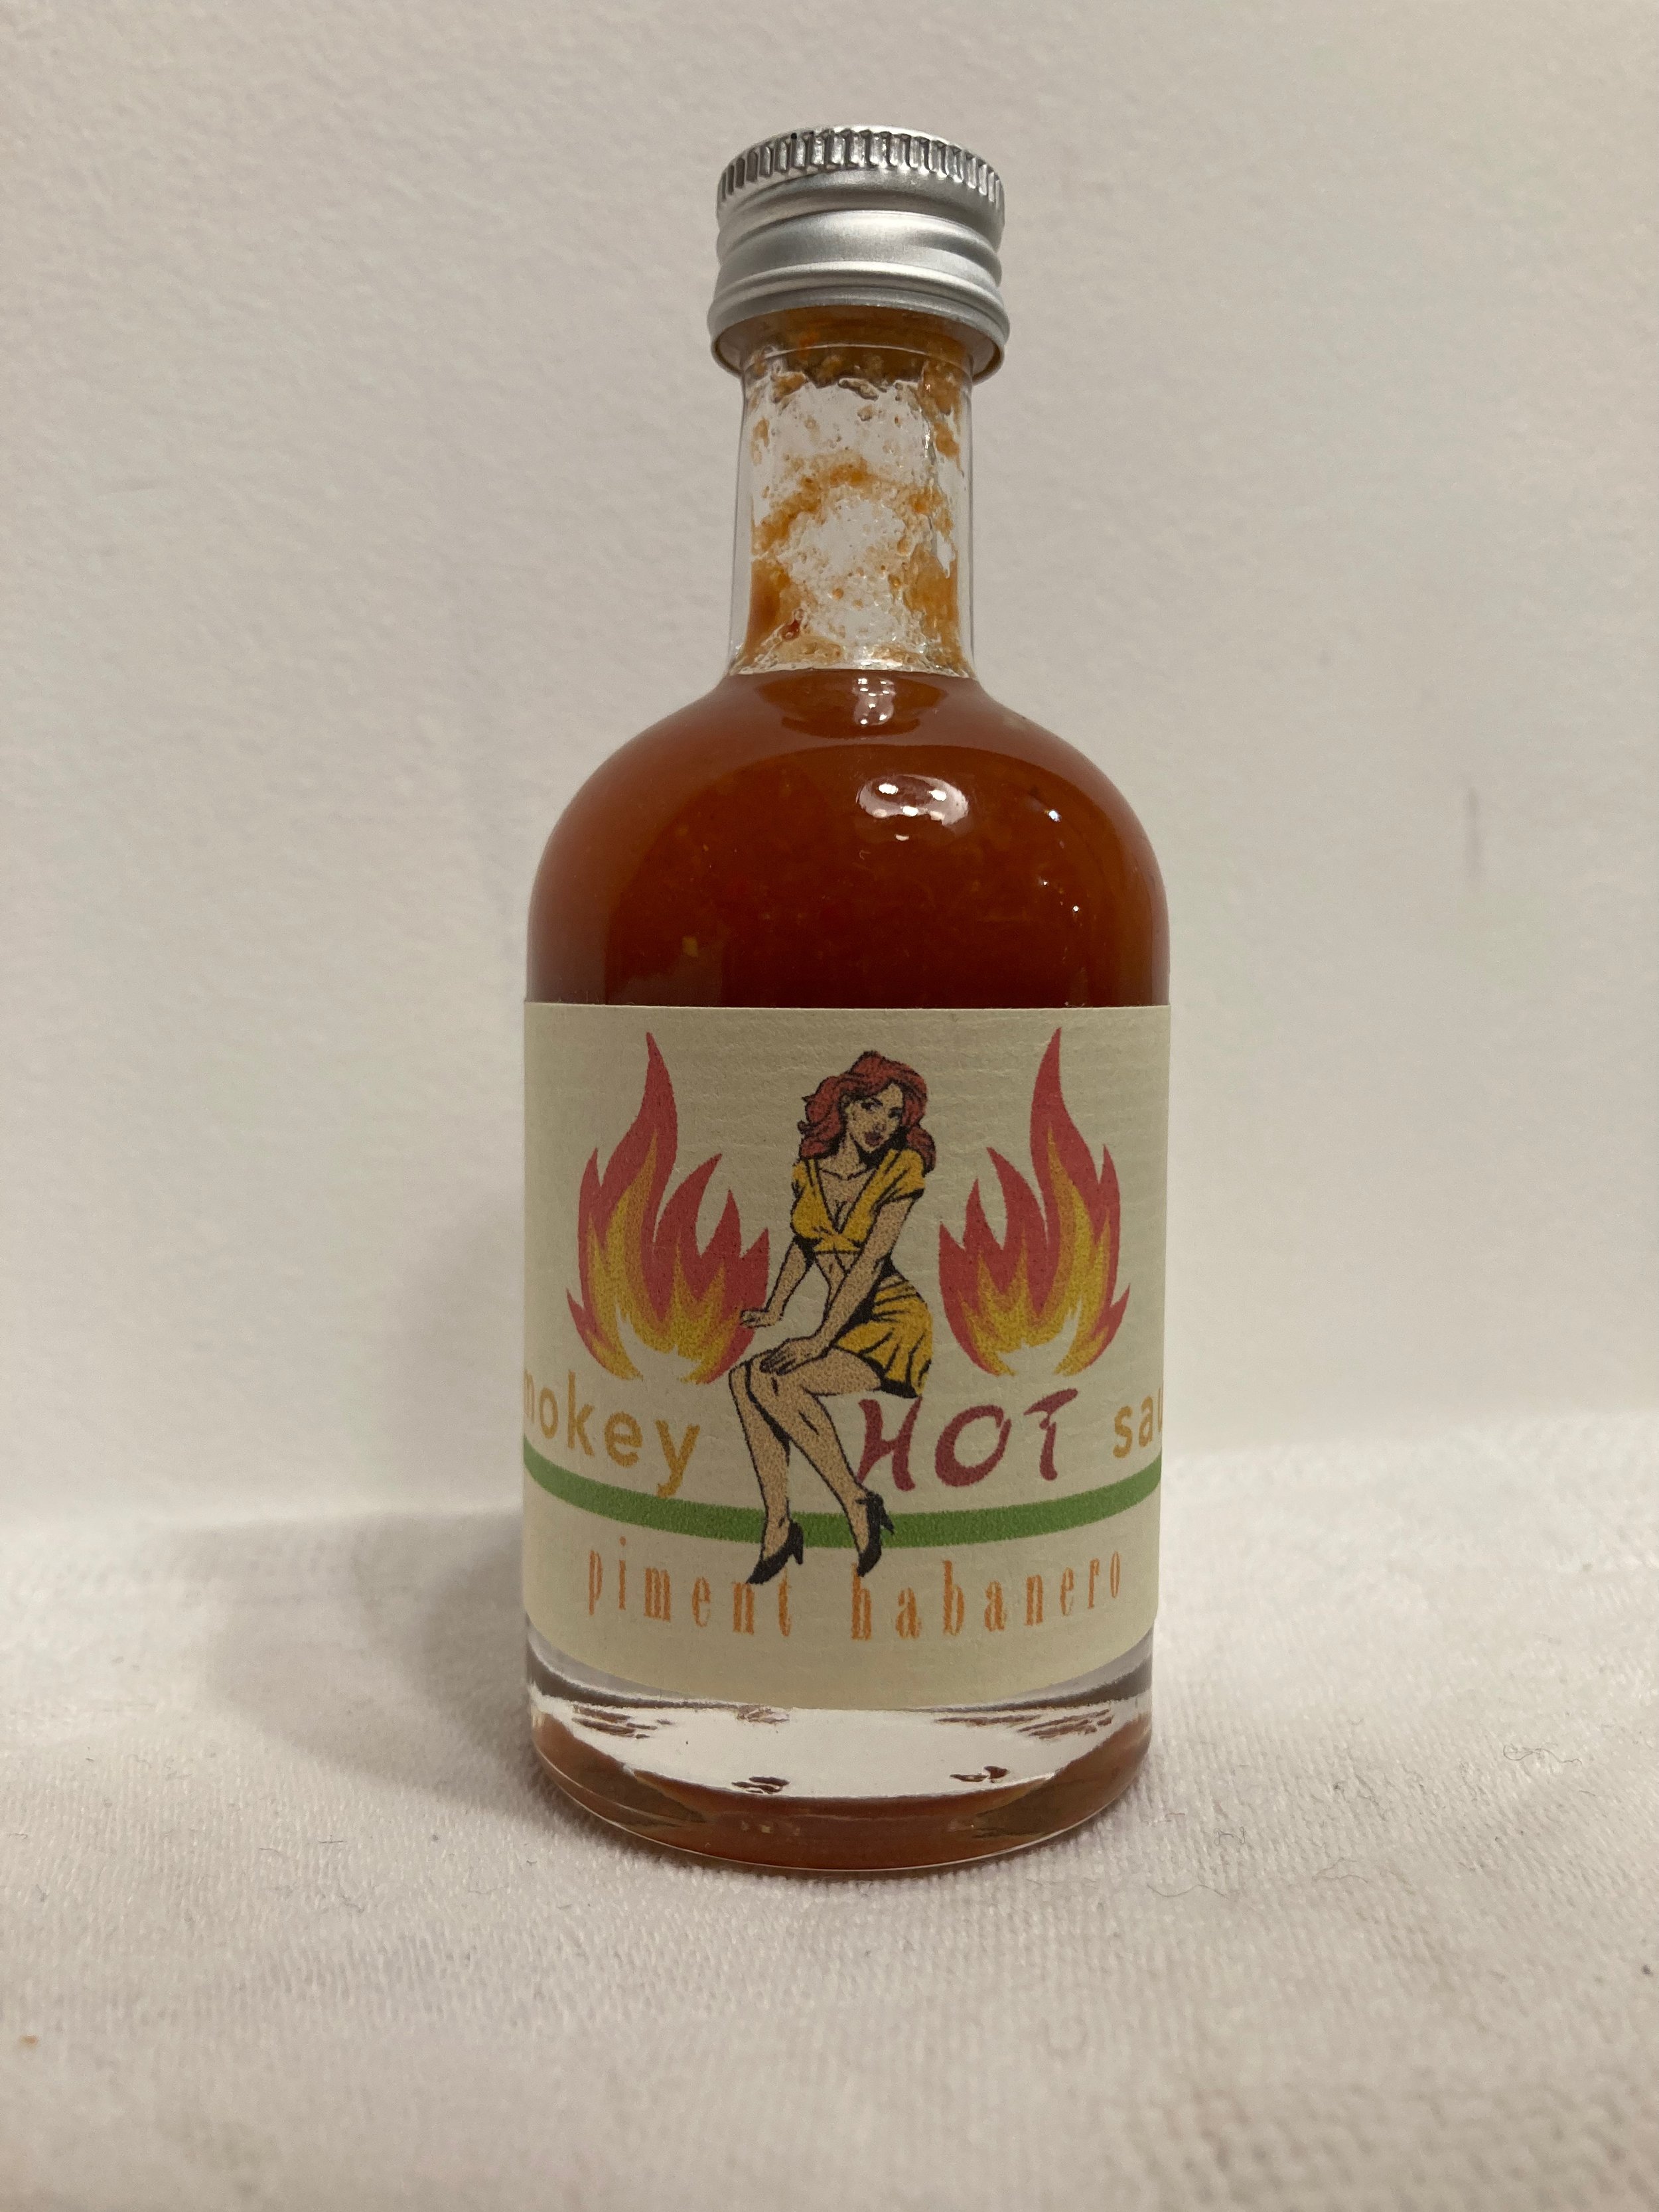 mokey HOT sau
piment habanero